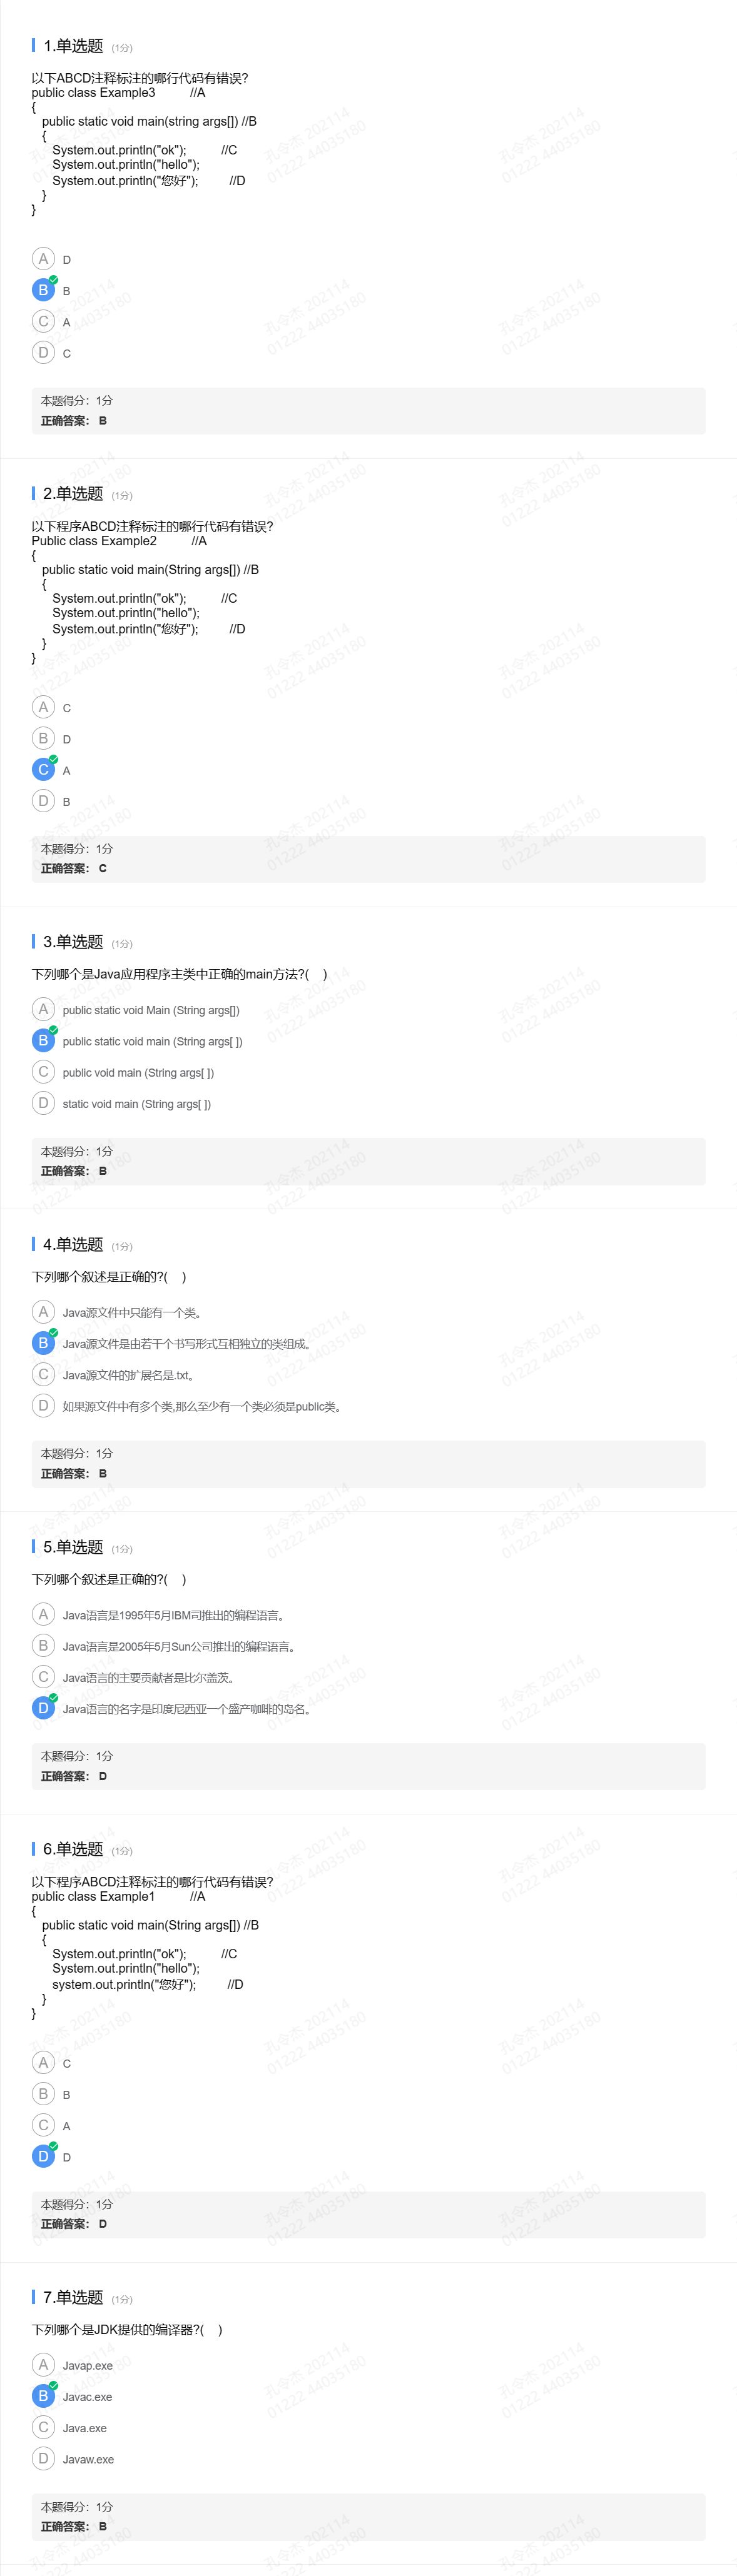 1.单选题 (1分)
以下ABCD注释标注的哪行代码有错误?
public class Example3 //A
{
public static void main(string args[]) //B
{
System.out.println("ok"); //C
System.out.println("hello");
System.out.println("您好"); //D
}
}
A D
B B
C A
D C
本题得分：1分
正确答案： B
2.单选题 (1分)
以下程序ABCD注释标注的哪行代码有错误?
Public class Example2 //A
{
public static void main(String args[]) //B
{
System.out.println("ok"); //C
System.out.println("hello");
System.out.println("您好"); //D
}
}
A C
B D
C A
D B
本题得分：1分
正确答案： C
3.单选题 (1分)
下列哪个是Java应用程序主类中正确的main方法?( )
A public static void Main (String args[])
B public static void main (String args[ ])
C public void main (String args[ ])
D static void main (String args[ ])
本题得分：1分
正确答案： B
4.单选题 (1分)
下列哪个叙述是正确的?( )
A Java源文件中只能有一个类。
B Java源文件是由若干个书写形式互相独立的类组成。
C Java源文件的扩展名是.txt。
D 如果源文件中有多个类,那么至少有一个类必须是public类。
本题得分：1分
正确答案： B
5.单选题 (1分)
下列哪个叙述是正确的?( )
A Java语言是1995年5月IBM司推出的编程语言。
B Java语言是2005年5月Sun公司推出的编程语言。
C Java语言的主要贡献者是比尔盖茨。
D Java语言的名字是印度尼西亚一个盛产咖啡的岛名。
本题得分：1分
正确答案： D
6.单选题 (1分)
以下程序ABCD注释标注的哪行代码有错误?
public class Example1 //A
{
public static void main(String args[]) //B
{
System.out.println("ok"); //C
System.out.println("hello");
system.out.println("您好"); //D
}
}
A C
B B
C A
D D
本题得分：1分
正确答案： D
7.单选题 (1分)
下列哪个是JDK提供的编译器?( )
A Javap.exe
B Javac.exe
C Java.exe
D Javaw.exe
本题得分：1分
正确答案： B
孔令杰 202114
01222 44035180